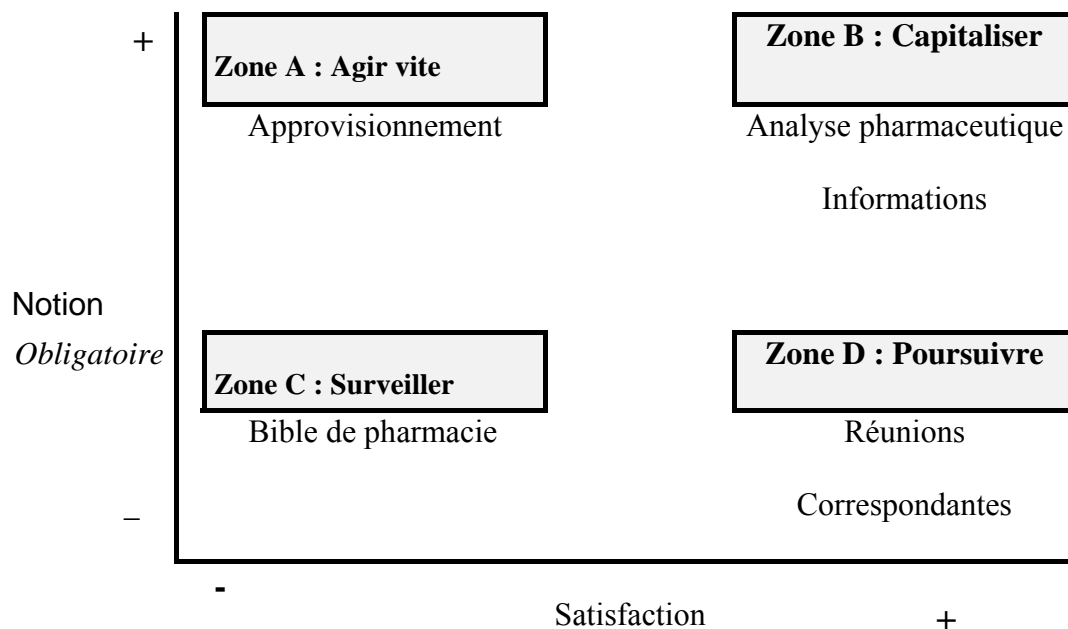 +
Zone A : Agir vite
Zone B : Capitaliser
Approvisionnement
Analyse pharmaceutique
Informations
Notion
Obligatoire
Zone C : Surveiller
Zone D : Poursuivre
Bible de pharmacie
Réunions
Correspondantes
–
-
Satisfaction
+